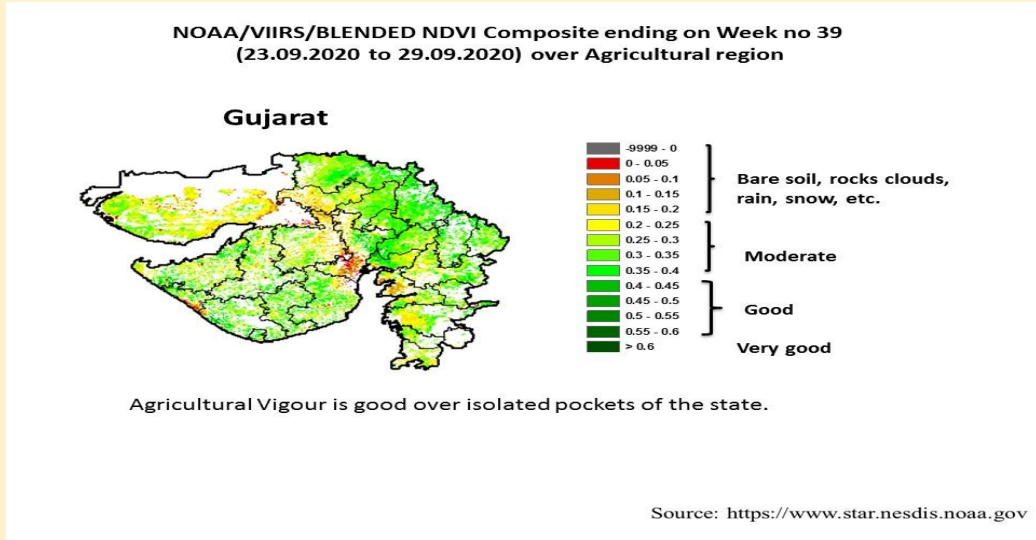 NOAA/VIIRS/BLENDED NDVI Composite ending on Week no 39
(23.09.2020 to 29.09.2020) over Agricultural region
Gujarat
-9999 - 0
0 - 0.05
0.05 - 0.1
0.1 - 0.15
0.15 - 0.2
0.2 - 0.25
0.25 - 0.3
0.3 - 0.35
0.35 - 0.4
0.4 - 0.45
0.45 - 0.5
0.5 - 0.55
0.55 - 0.6
> 0.6
Bare soil, rocks clouds,
rain, snow, etc.
Moderate
Good
Very good
Agricultural Vigour is good over isolated pockets of the state.
Source: https://www.star.nesdis.noaa.gov